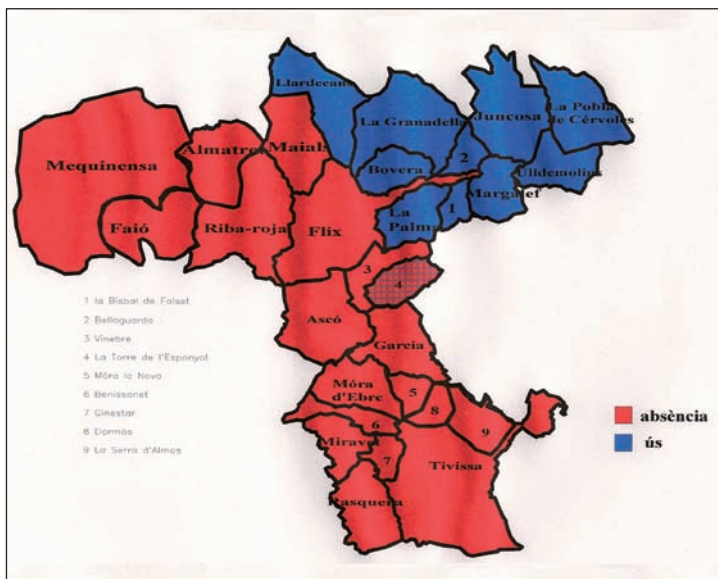 Llardecans
La Granadella
Juncosa
La Pobla
de Cérvoles
Maials
Almatret
Mequinensa
Bovera
2
Ulldemolins
Margalef
1
La
Palma
Faió
Riba-roja
Flix
3
4
Ascó
Garcia
Móra
d'Ebre
5
8
6
9
Miravet
7
Tivissa
Rasquera
1 la Bisbal de Falset
2 Bellaguarda
3 Vinebre
4 La Torre de l'Espanyol
5 Móra la Nova
6 Benissanet
7 Ginestar
8 Darmós
9 La Serra d'Almos
absència
ús